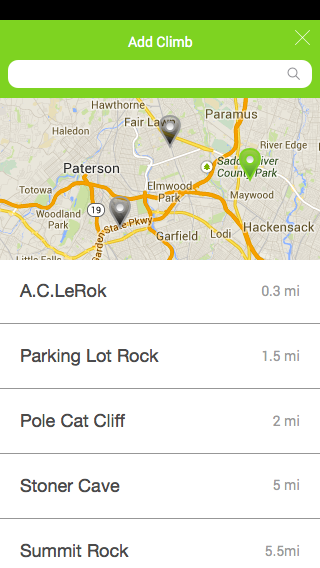 Add Climb
Hawthorne
Paramus
Fair Lawn
Haledon
River Edge
Paterson
Saddle River
County Park
Totowa
Elmwood
Park
Maywood
19
Woodland
Park
Hackensack
Garden State Pkwy
Garfield
Lodi
Little Falls
A.C.LeRok 0.3 mi
Parking Lot Rock 1.5 mi
Pole Cat Cliff 2 mi
Stoner Cave 5 mi
Summit Rock 5.5mi